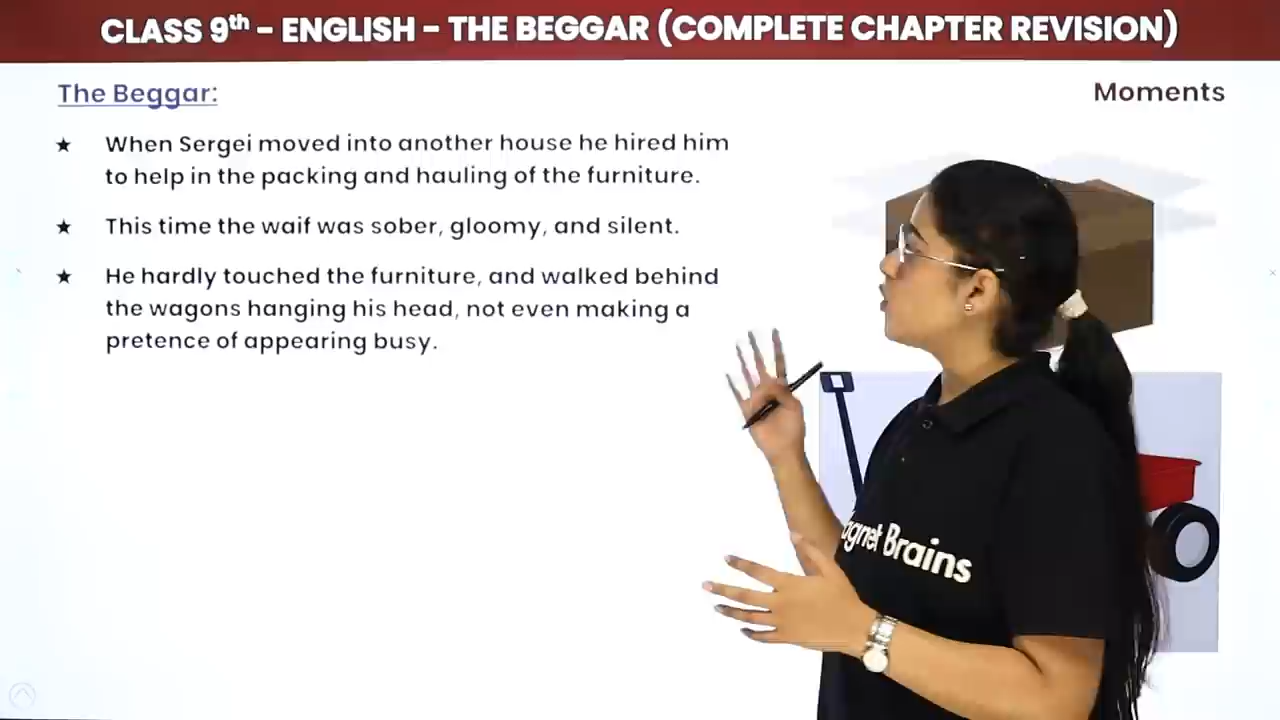 CLASS 9th – ENGLISH – THE BEGGAR (COMPLETE CHAPTER REVISION)
The Beggar:
Moments
★ When Sergei moved into another house he hired him
to help in the packing and hauling of the furniture.
★ This time the waif was sober, gloomy, and silent.
★ He hardly touched the furniture, and walked behind
the wagons hanging his head, not even making a
pretence of appearing busy.
agnet Brains